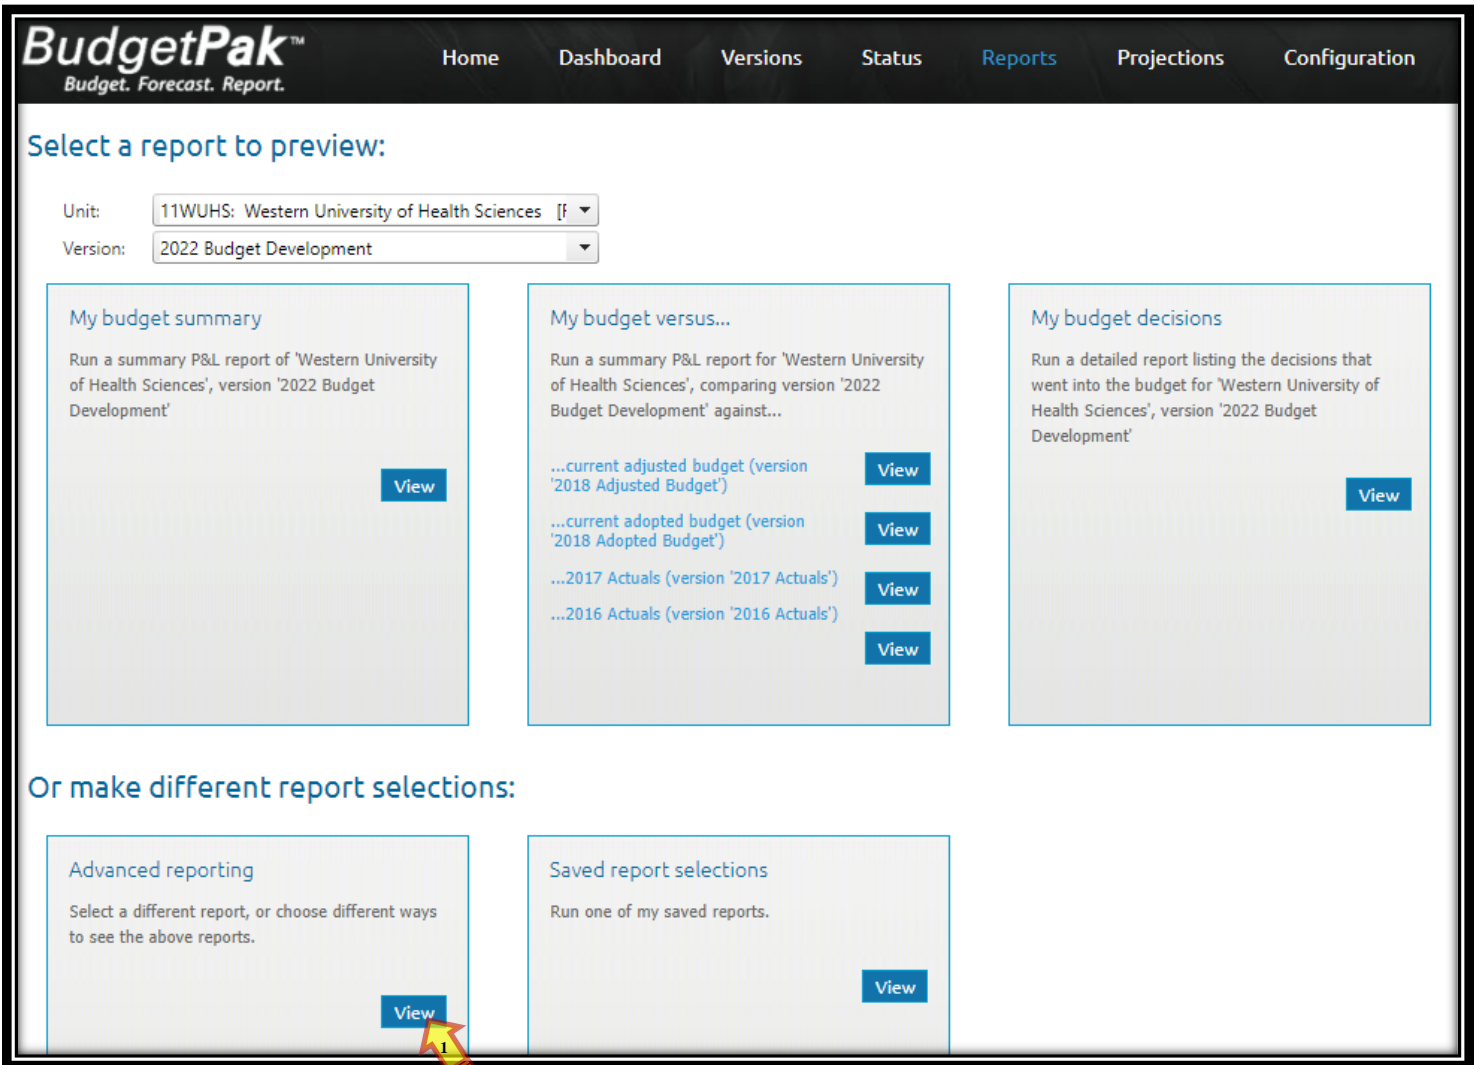 BudgetPak™
Budget. Forecast. Report.
Home Dashboard Versions Status Reports Projections Configuration
Select a report to preview:
Unit: 11WUHS: Western University of Health Sciences
Version: 2022 Budget Development
My budget summary
Run a summary P&L report of 'Western University
of Health Sciences', version '2022 Budget
Development'
View
My budget versus...
Run a summary P&L report for 'Western University
of Health Sciences', comparing version '2022
Budget Development' against...
...current adjusted budget (version
'2018 Adjusted Budget')
View
...current adopted budget (version
'2018 Adopted Budget')
View
...2017 Actuals (version '2017 Actuals')
View
...2016 Actuals (version '2016 Actuals')
View
My budget decisions
Run a detailed report listing the decisions that
went into the budget for 'Western University of
Health Sciences', version '2022 Budget
Development'
View
Or make different report selections:
Advanced reporting
Select a different report, or choose different ways
to see the above reports.
View
1
Saved report selections
Run one of my saved reports.
View